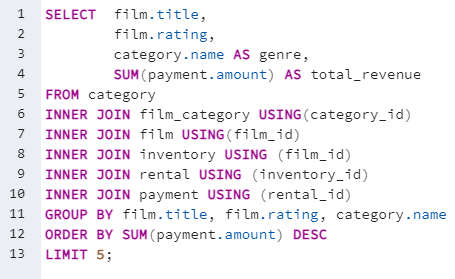 1 SELECT film.title,
2 film.rating,
3 category.name AS genre,
4 SUM(payment.amount) AS total_revenue
5 FROM category
6 INNER JOIN film_category USING(category_id)
7 INNER JOIN film USING(film_id)
8 INNER JOIN inventory USING (film_id)
9 INNER JOIN rental USING (inventory_id)
10 INNER JOIN payment USING (rental_id)
11 GROUP BY film.title, film.rating, category.name
12 ORDER BY SUM(payment.amount) DESC
13 LIMIT 5;